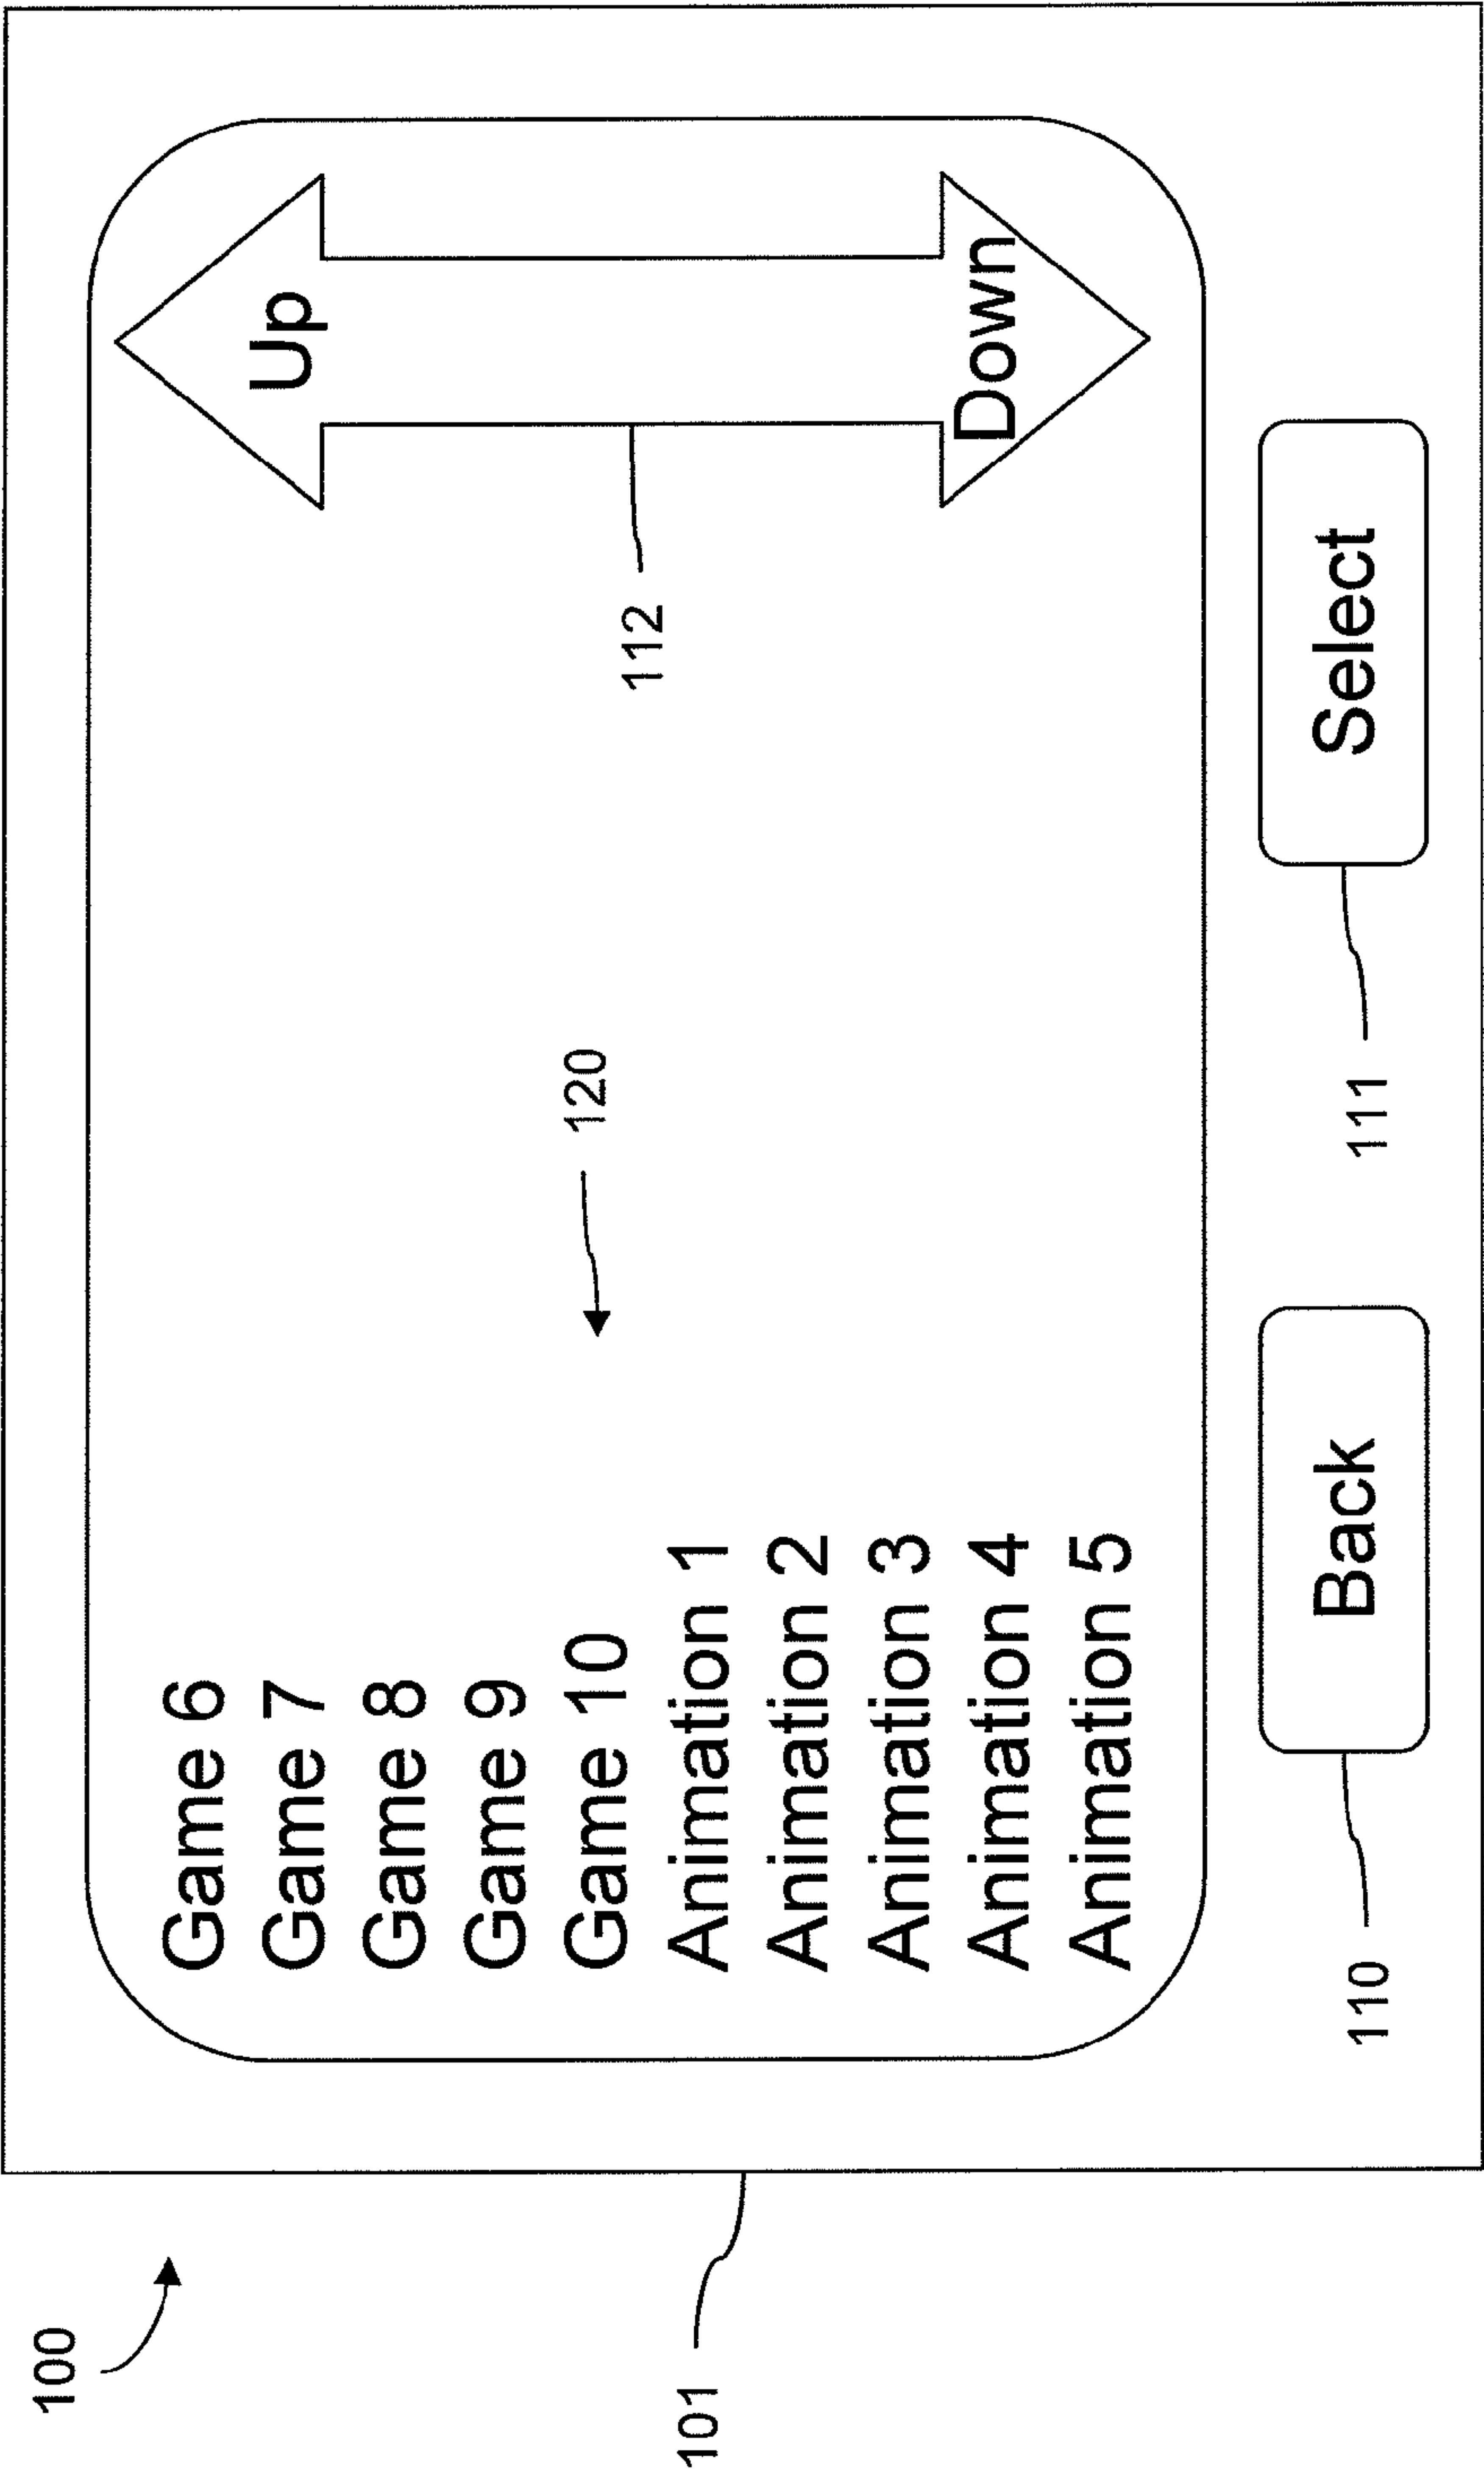 100
101
Game 6
Game 7
Game 8
Game 9
Game 10
Animation 1
Animation 2
Animation 3
Animation 4
Animation 5
120
112
Up
Down
110
Back
111
Select